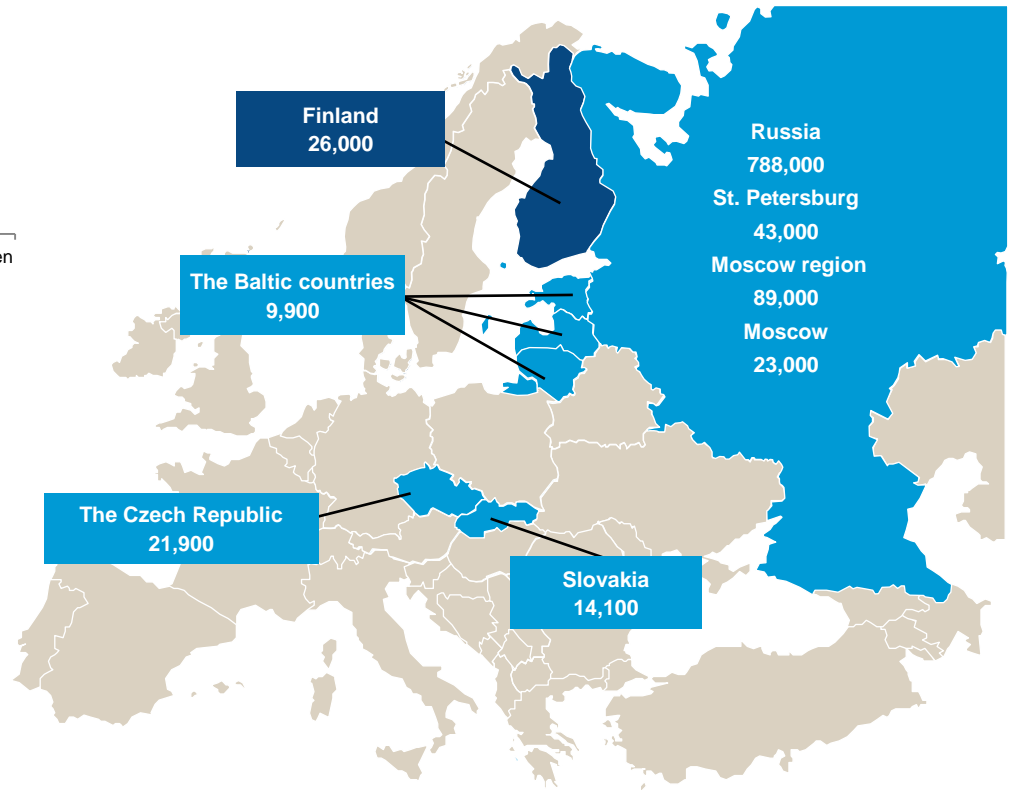 Finland
26,000
Russia
788,000
St. Petersburg
43,000
Moscow region
89,000
Moscow
23,000
en
The Baltic countries
9,900
The Czech Republic
21,900
Slovakia
14,100